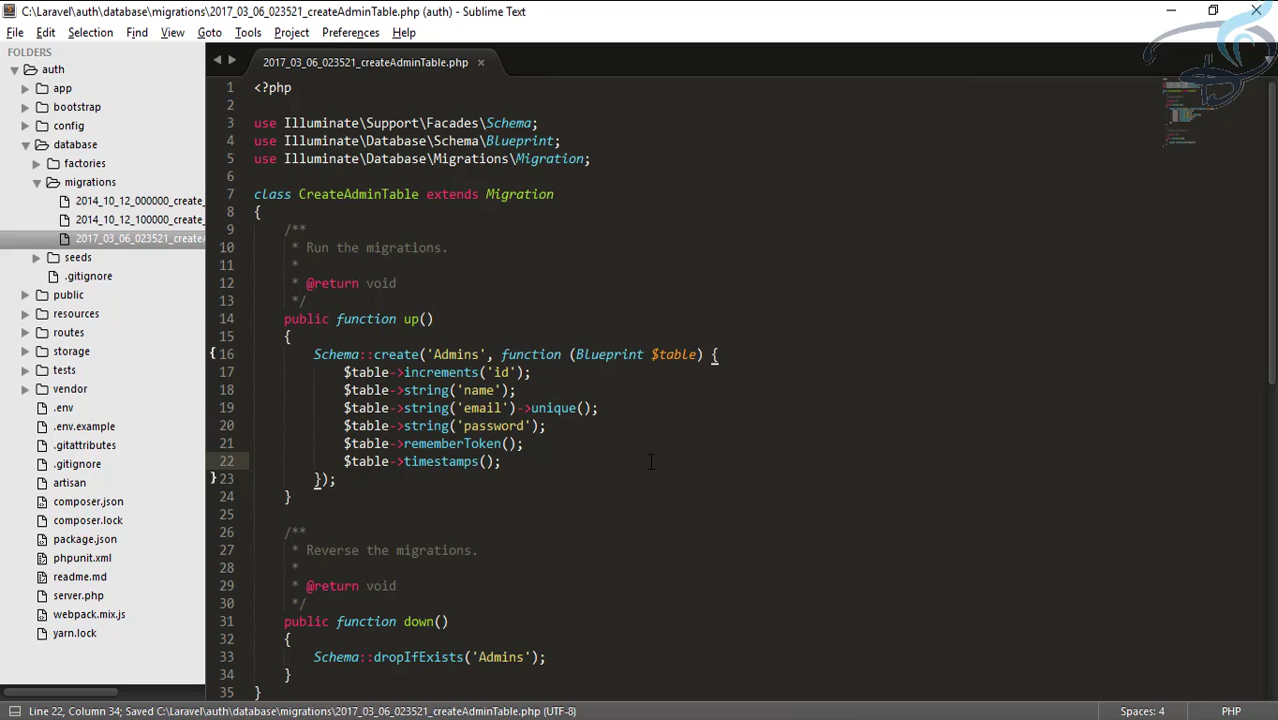 C:\Laravel\auth\database\migrations\2017_03_06_023521_createAdminTable.php (auth) - Sublime Text
File Edit Selection Find View Goto Tools Project Preferences Help
FOLDERS
auth
app
bootstrap
config
database
factories
migrations
2014_10_12_000000_create_
2014_10_12_100000_create_
2017_03_06_023521_createA
seeds
.gitignore
public
resources
routes
storage
tests
vendor
.env
.env.example
.gitattributes
.gitignore
artisan
composer.json
composer.lock
package.json
phpunit.xml
readme.md
server.php
webpack.mix.js
yarn.lock
2017_03_06_023521_createAdminTable.php ×
1 <?php
2
3 use Illuminate\Support\Facades\Schema;
4 use Illuminate\Database\Schema\Blueprint;
5 use Illuminate\Database\Migrations\Migration;
6
7 class CreateAdminTable extends Migration
8 {
9 /**
10 * Run the migrations.
11 *
12 * @return void
13 */
14 public function up()
15 {
{ 16 Schema::create('Admins', function (Blueprint $table) {
17 $table->increments('id');
18 $table->string('name');
19 $table->string('email')->unique();
20 $table->string('password');
21 $table->rememberToken();
22 $table->timestamps();
} 23 });
24 }
25
26 /**
27 * Reverse the migrations.
28 *
29 * @return void
30 */
31 public function down()
32 {
33 Schema::dropIfExists('Admins');
34 }
35 }
Line 22, Column 34; Saved C:\Laravel\auth\database\migrations\2017_03_06_023521_createAdminTable.php (UTF-8) Spaces: 4 PHP